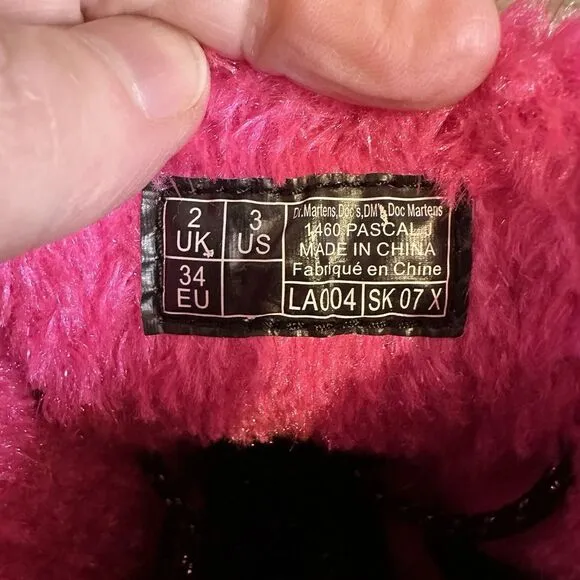 2 UK
3 US
34 EU
Dr.Martens,Doc's,DM's,Doc Martens
1460 PASCAL J
MADE IN CHINA
Fabriqué en Chine
LA004
SK 07 X